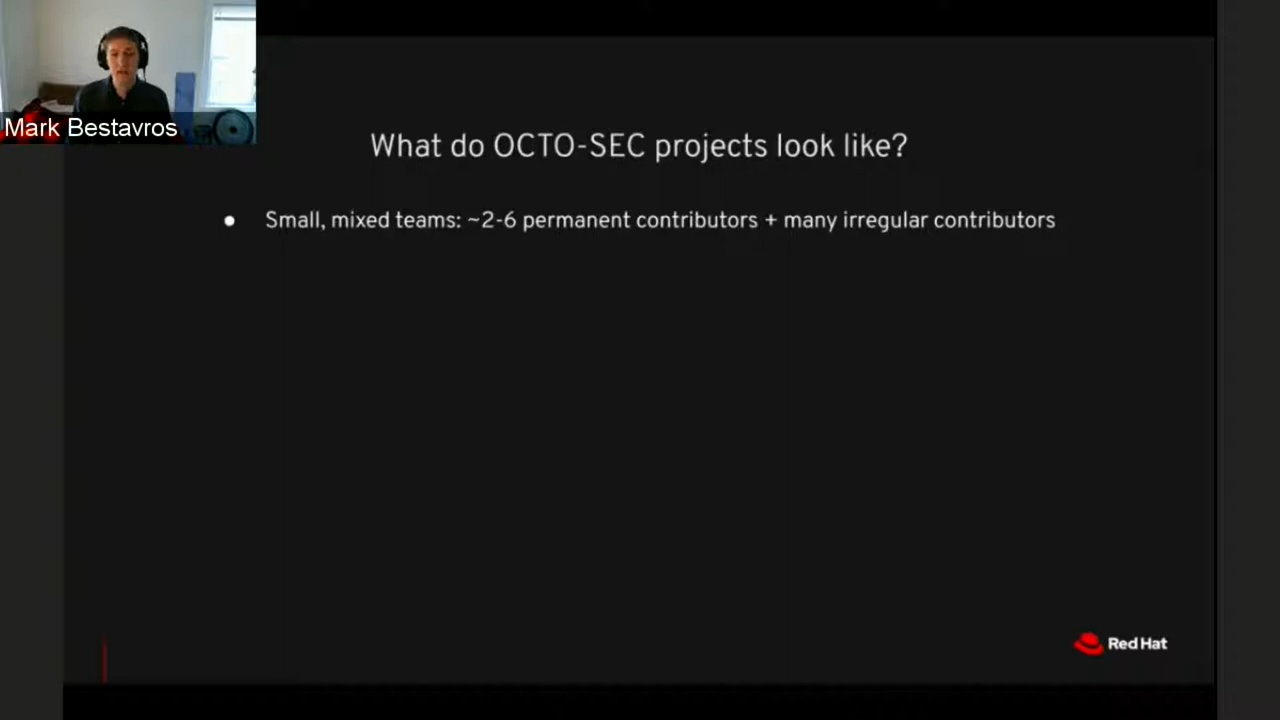 Mark Bestavros
What do OCTO-SEC projects look like?
● Small, mixed teams: ~2-6 permanent contributors + many irregular contributors
Red Hat